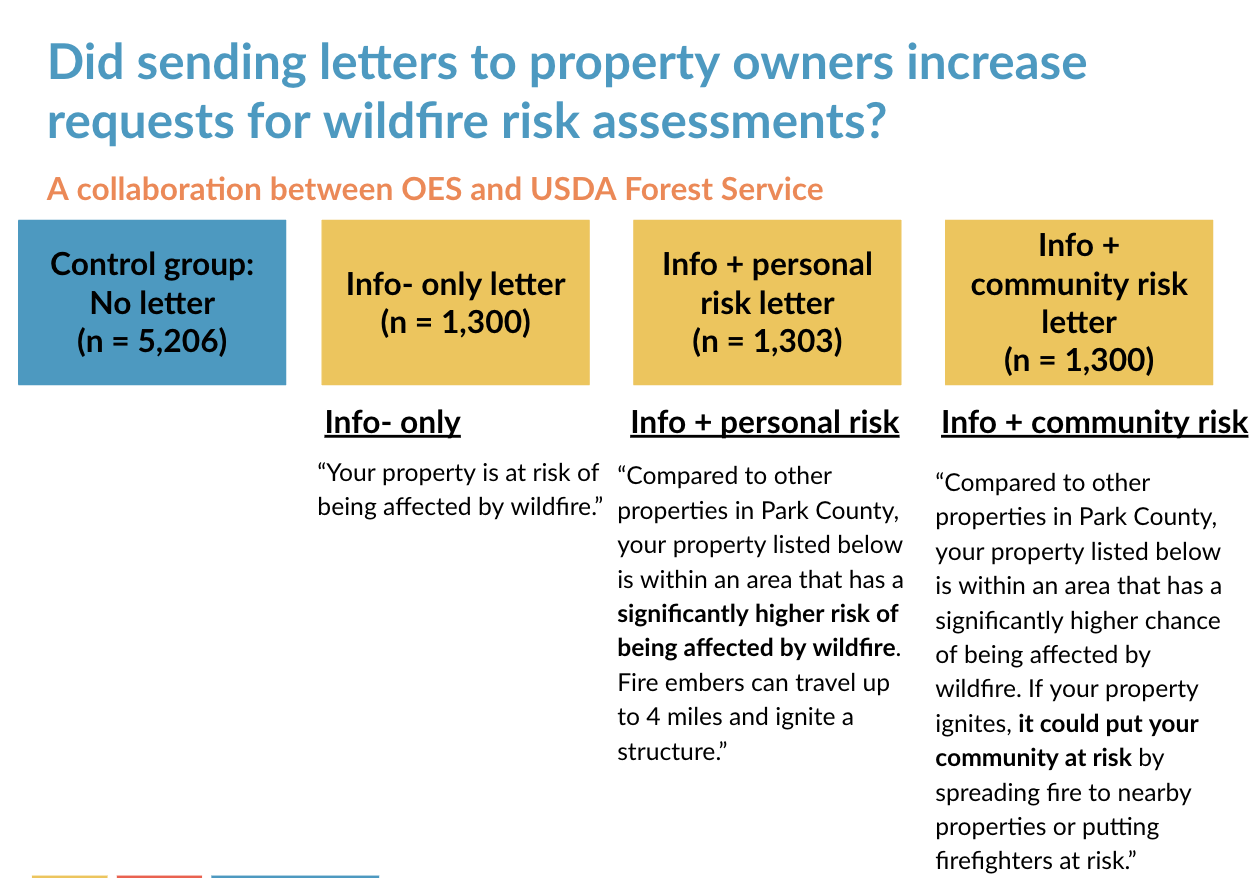 Did sending letters to property owners increase
requests for wildfire risk assessments?
A collaboration between OES and USDA Forest Service
Control group:
No letter
(n = 5,206)
Info- only letter
(n = 1,300)
Info + personal
risk letter
(n = 1,303)
Info +
community risk
letter
(n = 1,300)
Info- only
“Your property is at risk of
being affected by wildfire.”
Info + personal risk
“Compared to other
properties in Park County,
your property listed below
is within an area that has a
significantly higher risk of
being affected by wildfire.
Fire embers can travel up
to 4 miles and ignite a
structure.”
Info + community risk
“Compared to other
properties in Park County,
your property listed below
is within an area that has a
significantly higher chance
of being affected by
wildfire. If your property
ignites, it could put your
community at risk by
spreading fire to nearby
properties or putting
firefighters at risk.”